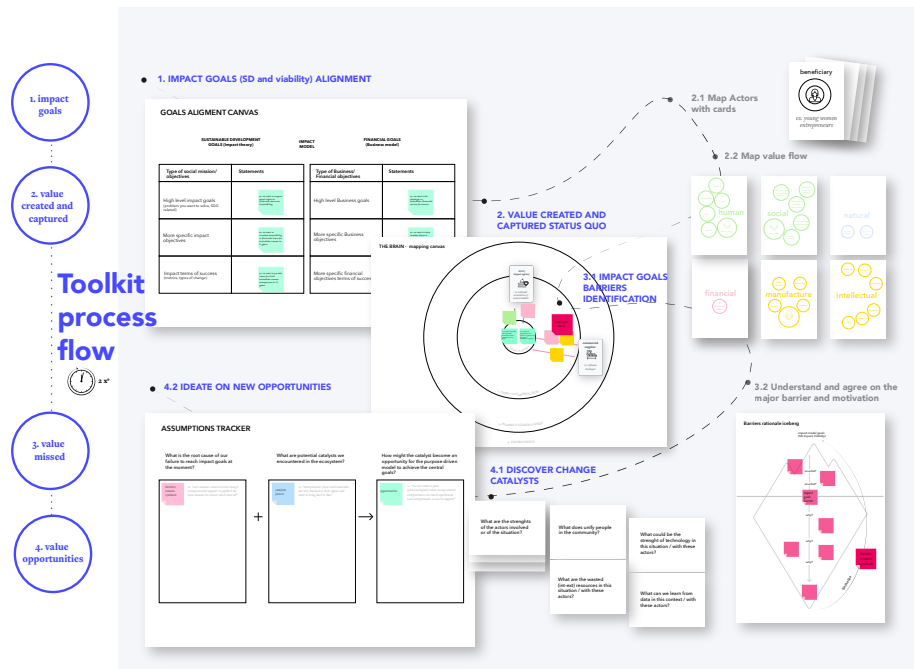 1. impact
goals
2. value
created and
captured
Toolkit
process
flow
2 x*
3. value
missed
4. value
opportunities
1. IMPACT GOALS (SD and viability) ALIGNMENT
GOALS ALIGMENT CANVAS
SUSTAINABLE DEVELOPMENT
GOALS (Impact theory)
IMPACT
MODEL
FINANCIAL GOALS
(Business model)
Type of social mission/
objectives
Statements
Type of Business/
Financial objectives
Statements
High level impact goals
(problem you want to solve, SDG
related)
High level Business goals
More specific impact
objectives
More specific Business
objectives
Impact terms of success
(metrics, types of change)
More specific financial
objectives terms of success
2. VALUE CREATED AND
CAPTURED STATUS QUO
THE BRAIN - mapping canvas
3.1 IMPACT GOALS
BARRIERS
IDENTIFICATION
2.1 Map Actors
with cards
beneficiary
ex: young women
entrepreneurs
2.2 Map value flow
human
social
natural
financial
manufacture
intellectual
3.2 Understand and agree on the
major barrier and motivation
Barriers rationale iceberg
4.2 IDEATE ON NEW OPPORTUNITIES
ASSUMPTIONS TRACKER
What is the root cause of our
failure to reach impact goals at
the moment?
What are potential catalysts we
encountered in the ecosystem?
How might the catalyst become an
opportunity for the purpose driven
model to achieve the central
goals?
+
4.1 DISCOVER CHANGE
CATALYSTS
What are the strenghts
of the actors involved
or of the situation?
What does unify people
in the community?
What are the wasted
(int-ext) resources in this
situation / with these
actors?
What could be the
strenght of technology in
this situation / with these
actors?
What can we learn from
data in this context / with
these actors?